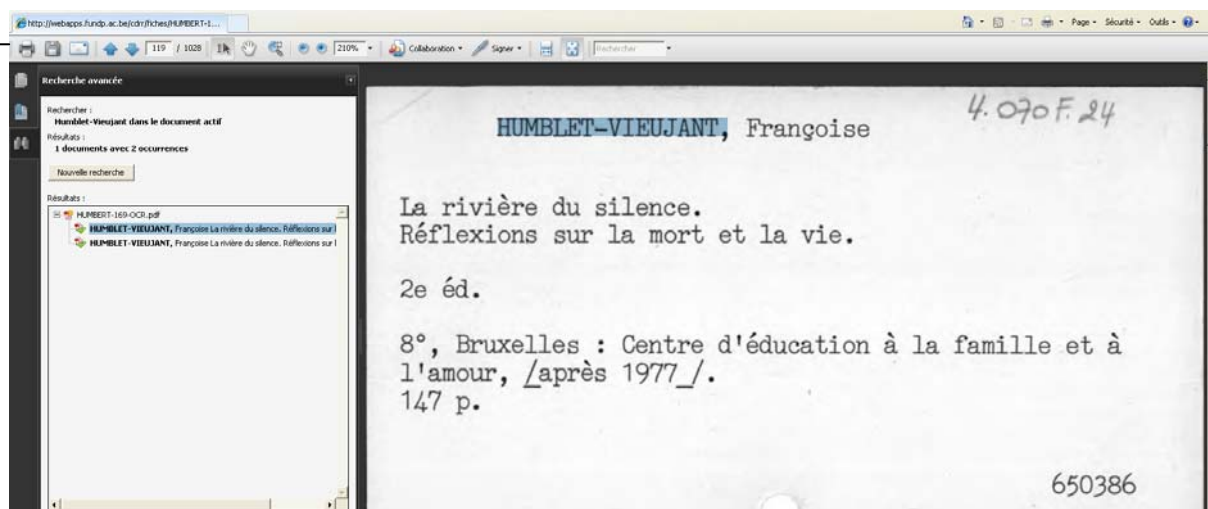 http://webapps.fundp.ac.be/cdrr/fiches/HUMBERT-1...
Page Sécurité Outils
119 / 1028 210% Collaboration Signer Rechercher
Recherche avancée
Rechercher :
Humblet-Vieujant dans le document actif
Résultats :
1 documents avec 2 occurrences
Nouvelle recherche
Résultats :
HUMBERT-169-OCR.pdf
HUMBLET-VIEUJANT, Françoise La rivière du silence. Réflexions sur l
HUMBLET-VIEUJANT, Françoise La rivière du silence. Réflexions sur l
4. 070 F. 24
HUMBLET-VIEUJANT, Françoise
La rivière du silence.
Réflexions sur la mort et la vie.
2e éd.
8°, Bruxelles : Centre d'éducation à la famille et à
l'amour, /après 1977_/.
147 p.
650386